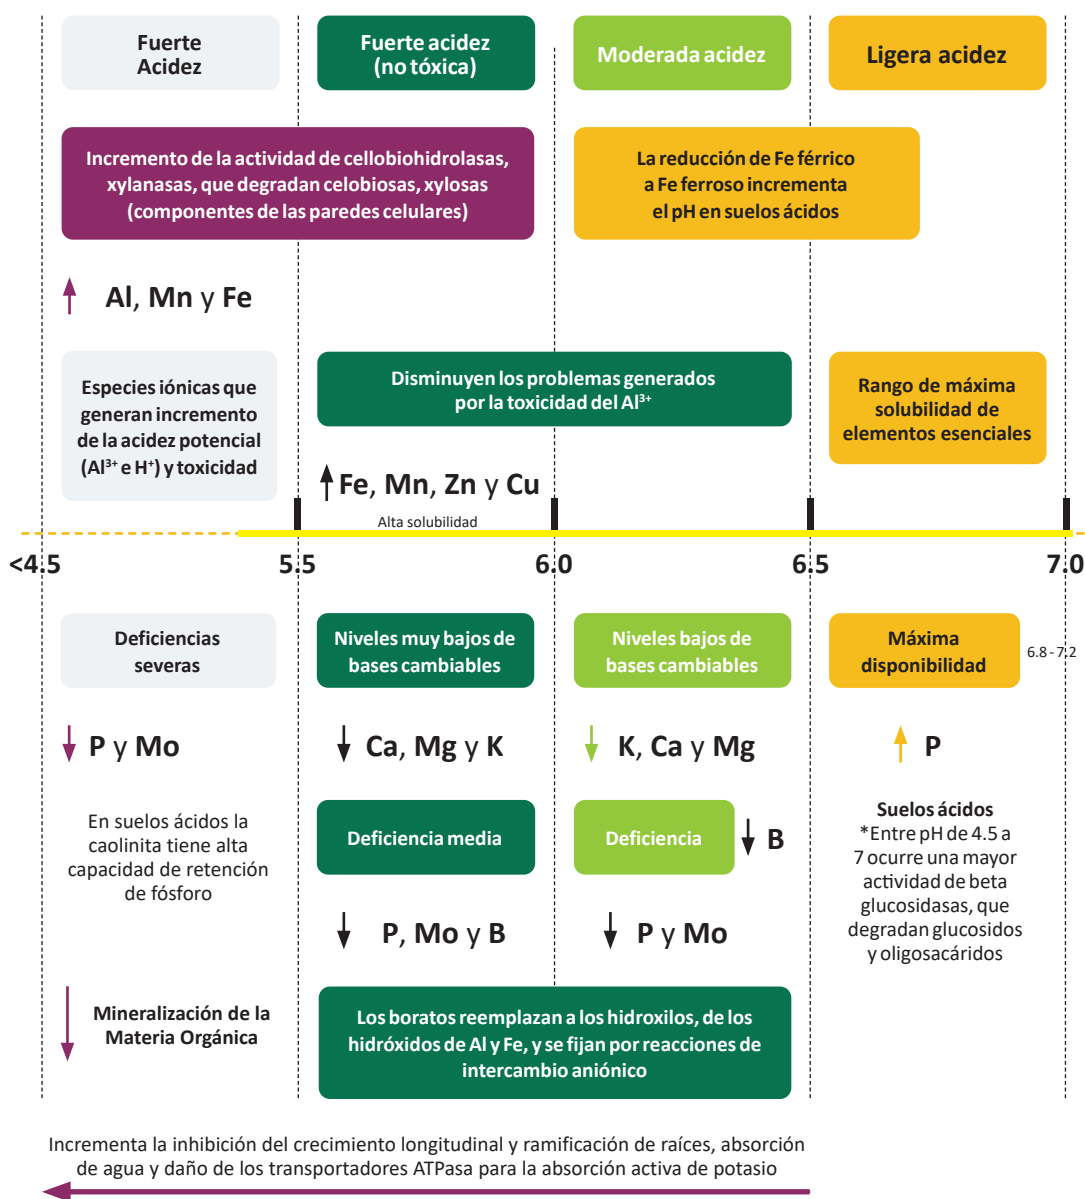 Fuerte
Acidez
Fuerte acidez
(no tóxica)
Moderada acidez
Ligera acidez
Incremento de la actividad de cellobiohidrolasas,
xylanasas, que degradan celobiosas, xylosas
(componentes de las paredes celulares)
La reducción de Fe férrico
a Fe ferroso incrementa
el pH en suelos ácidos
Al, Mn y Fe
Especies iónicas que
generan incremento
de la acidez potencial
(Al³⁺ e H⁺) y toxicidad
Disminuyen los problemas generados
por la toxicidad del Al³⁺
Rango de máxima
solubilidad de
elementos esenciales
Fe, Mn, Zn y Cu
Alta solubilidad
<4.5 5.5 6.0 6.5 7.0
Deficiencias
severas
Niveles muy bajos de
bases cambiables
Niveles bajos de
bases cambiables
Máxima
disponibilidad
6.8 - 7.2
P y Mo
Ca, Mg y K
K, Ca y Mg
P
En suelos ácidos la
caolinita tiene alta
capacidad de retención
de fósforo
Deficiencia media
Deficiencia
B
Suelos ácidos
*Entre pH de 4.5 a
7 ocurre una mayor
actividad de beta
glucosidasas, que
degradan glucosidos
y oligosacáridos
P, Mo y B
P y Mo
Mineralización de la
Materia Orgánica
Los boratos reemplazan a los hidroxilos, de los
hidróxidos de Al y Fe, y se fijan por reacciones de
intercambio aniónico
Incrementa la inhibición del crecimiento longitudinal y ramificación de raíces, absorción
de agua y daño de los transportadores ATPasa para la absorción activa de potasio